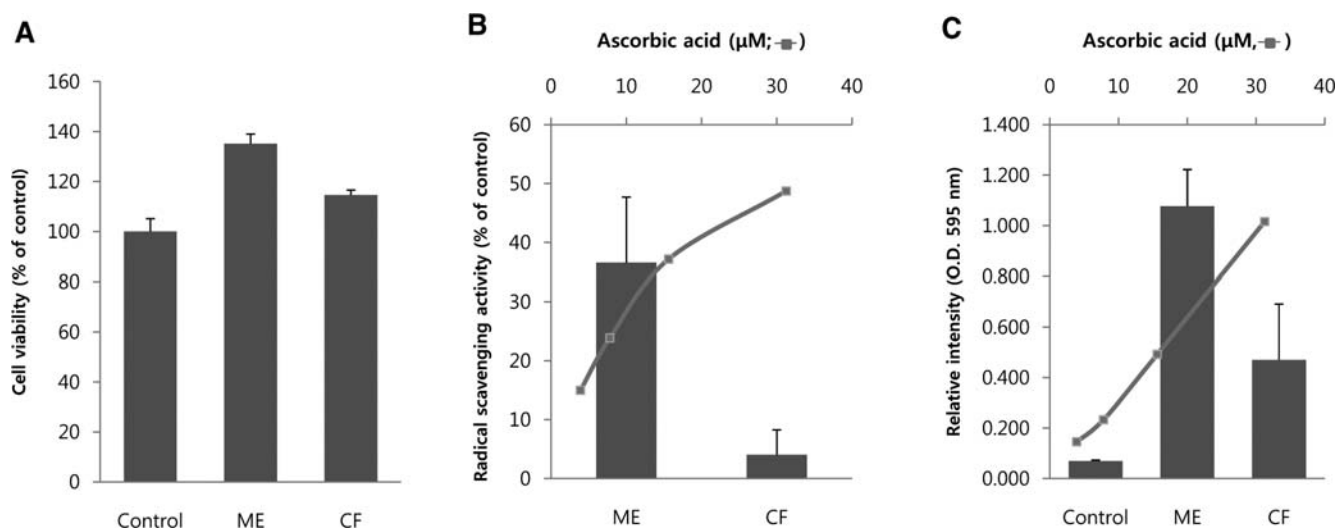 A
Cell viability (% of control)
160
140
120
100
80
60
40
20
0
Control ME CF
B
Ascorbic acid (μM; )
0 10 20 30 40
Radical scavenging activity (% of control)
60
50
40
30
20
10
0
ME CF
C
Ascorbic acid (μM, )
0 10 20 30 40
Relative intensity (O.D. 595 nm)
1.400
1.200
1.000
0.800
0.600
0.400
0.200
0.000
Control ME CF